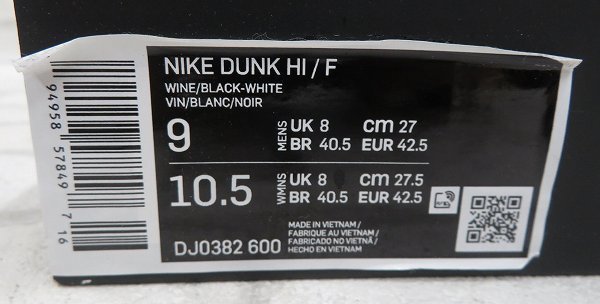 NIKE DUNK HI / F
WINE/BLACK-WHITE
VIN/BLANC/NOIR
9 MENS UK 8 cm 27
BR 40.5 EUR 42.5
10.5 WMNS UK 8 cm 27.5
BR 40.5 EUR 42.5
MADE IN VIETNAM /
FABRIQUE AU VIETNAM /
FABRICADO NO VIETNÃ /
HECHO EN VIETNAM
DJ0382 600
94958 57849 7 16